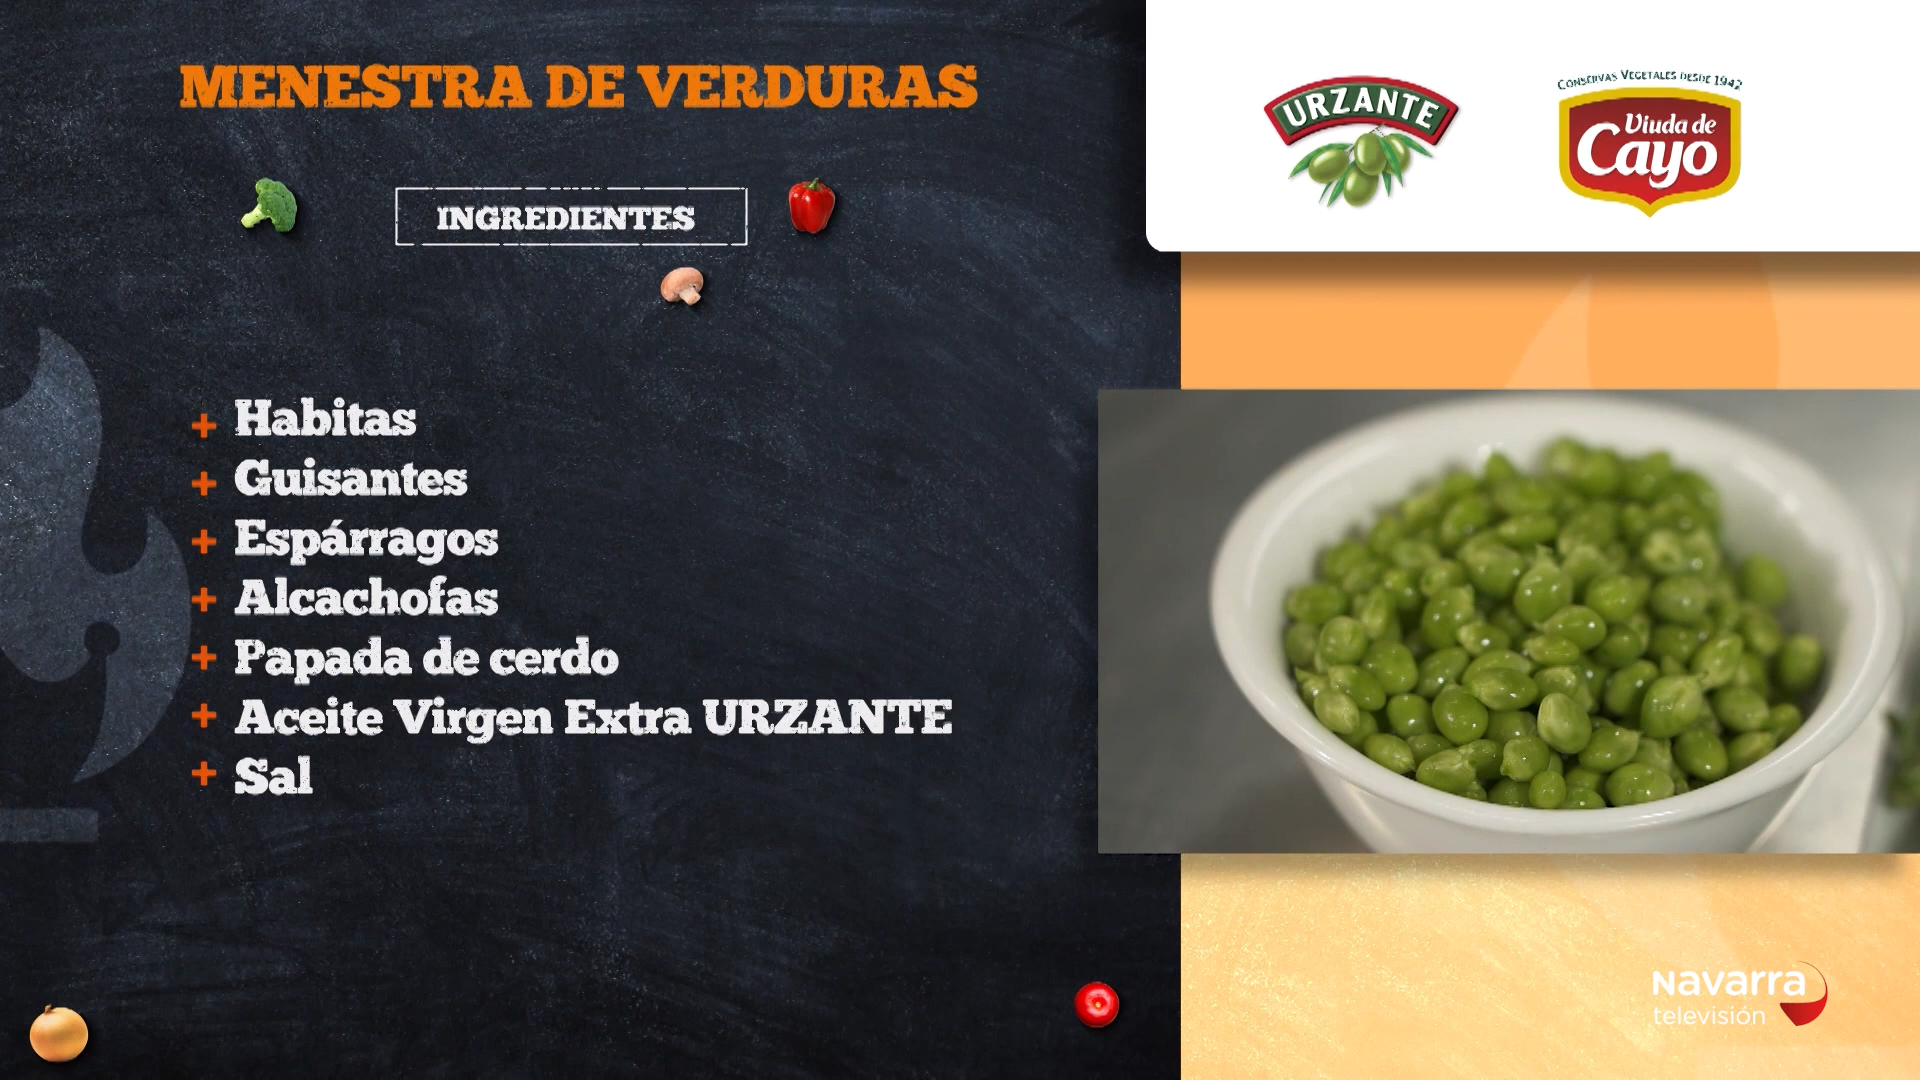 MENESTRA DE VERDURAS
INGREDIENTES
+ Habitas
+ Guisantes
+ Espárragos
+ Alcachofas
+ Papada de cerdo
+ Aceite Virgen Extra URZANTE
+ Sal
URZANTE
CONSERVAS VEGETALES DESDE 1942
Viuda de
Cayo
Navarra
televisión